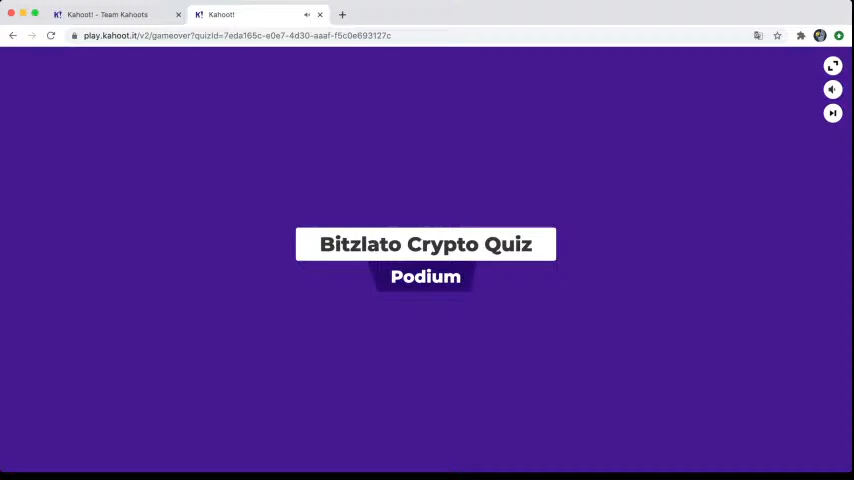 K! Kahoot! - Team Kahoots
K! Kahoot!
play.kahoot.it/v2/gameover?quizId=7eda165c-e0e7-4d30-aaaf-f5c0e693127c
Bitzlato Crypto Quiz
Podium